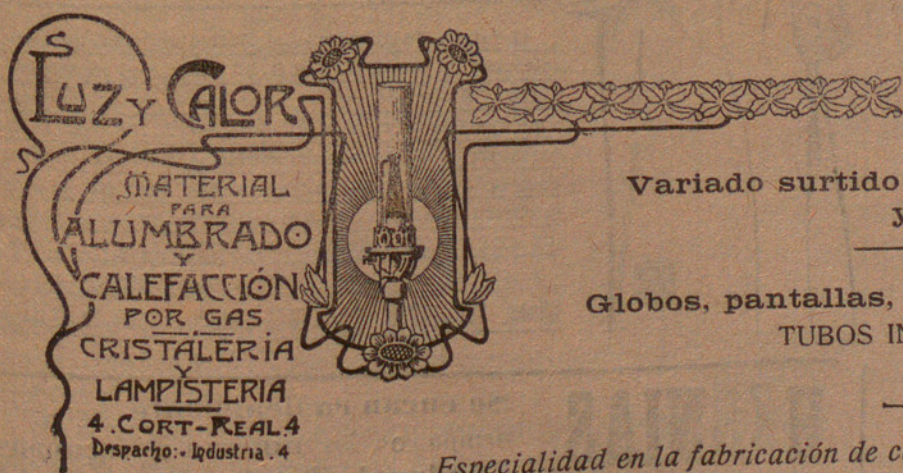 LUZ Y CALOR
MATERIAL
PARA
ALUMBRADO
Y
CALEFACCIÓN
POR GAS
CRISTALERIA
Y
LAMPISTERIA
4.CORT-REAL.4
Despacho:- Industria.4
Variado surtido
y
Globos, pantallas,
TUBOS IN
Especialidad en la fabricación de c